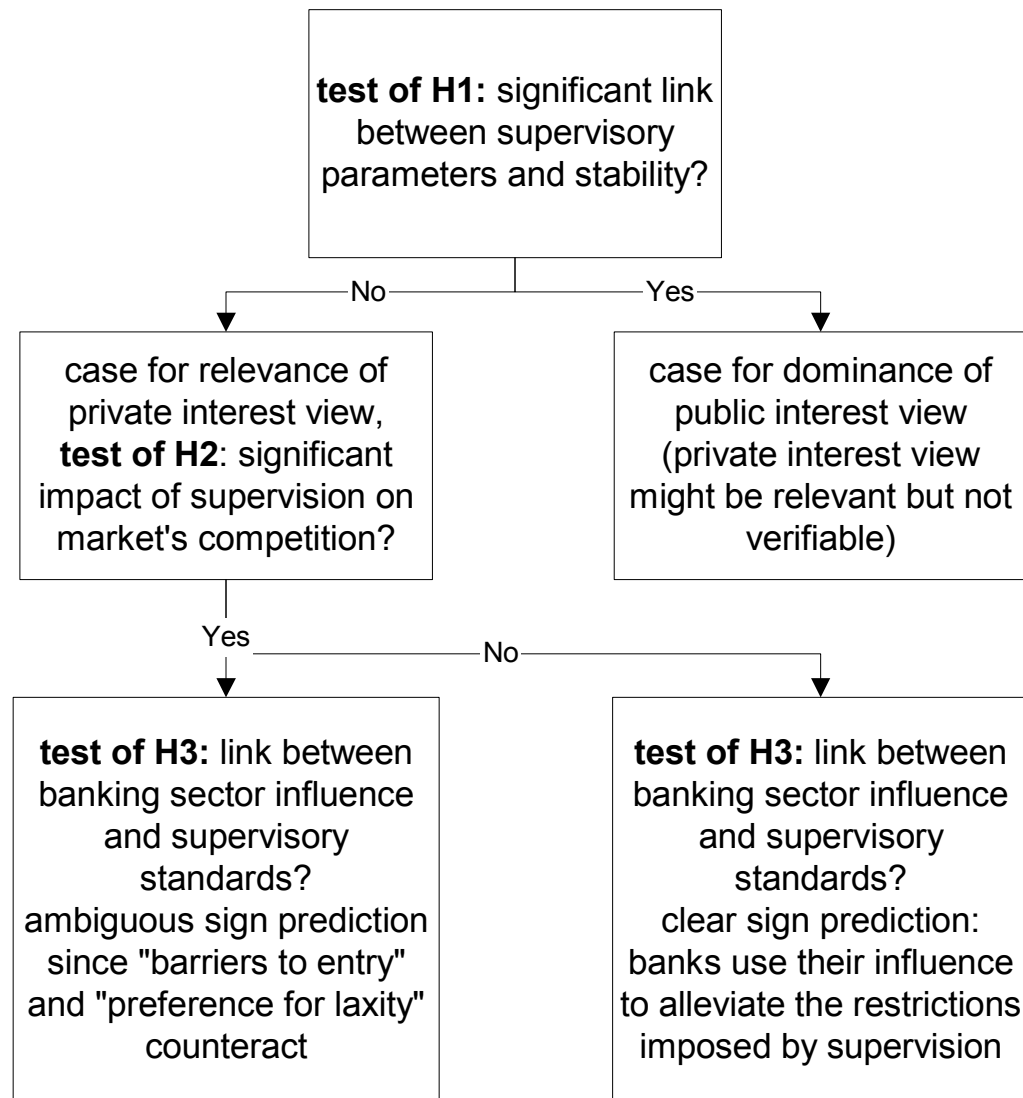 test of H1: significant link
between supervisory
parameters and stability?
No
Yes
case for relevance of
private interest view,
test of H2: significant
impact of supervision on
market's competition?
case for dominance of
public interest view
(private interest view
might be relevant but not
verifiable)
Yes
No
test of H3: link between
banking sector influence
and supervisory
standards?
ambiguous sign prediction
since "barriers to entry"
and "preference for laxity"
counteract
test of H3: link between
banking sector influence
and supervisory
standards?
clear sign prediction:
banks use their influence
to alleviate the restrictions
imposed by supervision